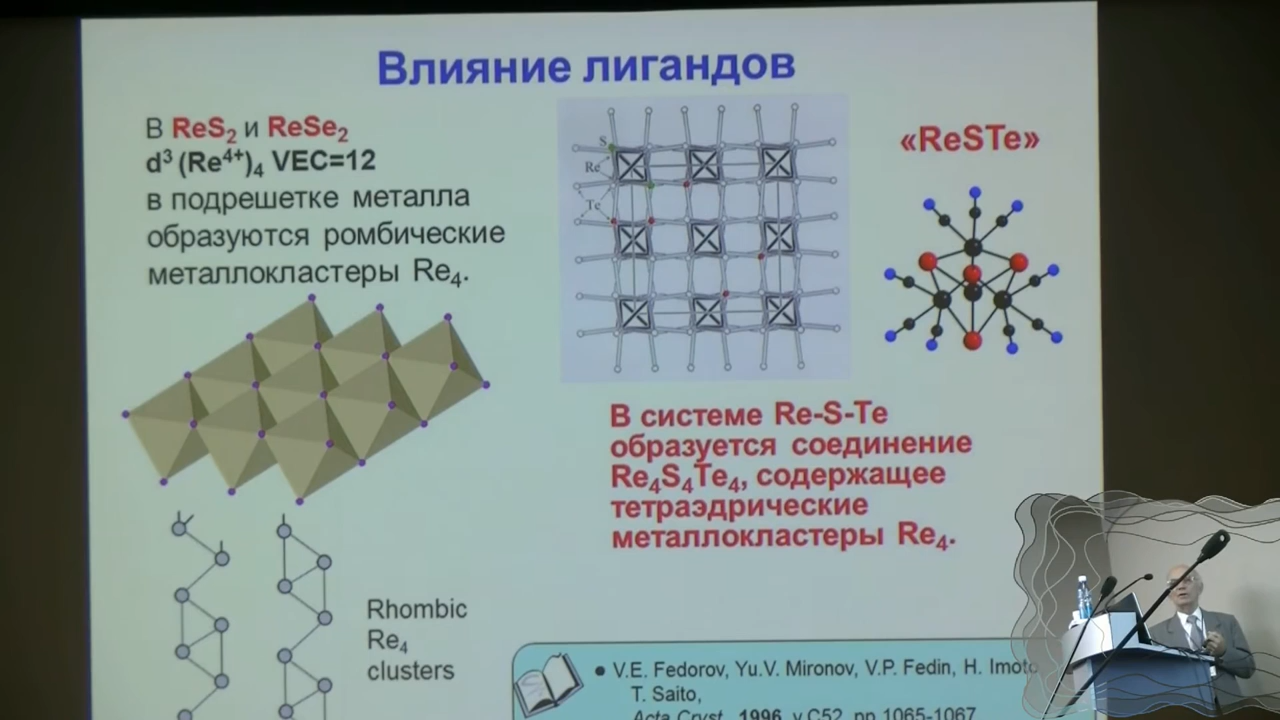 Влияние лигандов
В ReS2 и ReSe2
d3 (Re4+)4 VEC=12
в подрешетке металла
образуются ромбические
металлокластеры Re4.
S
Re
Te
«ReSTe»
В системе Re-S-Te
образуется соединение
Re4S4Te4, содержащее
тетраэдрические
металлокластеры Re4.
Rhombic
Re4
clusters
• V.E. Fedorov, Yu.V. Mironov, V.P. Fedin, H. Imoto
T. Saito,
Acta Cryst., 1996, v.C52, pp.1065-1067